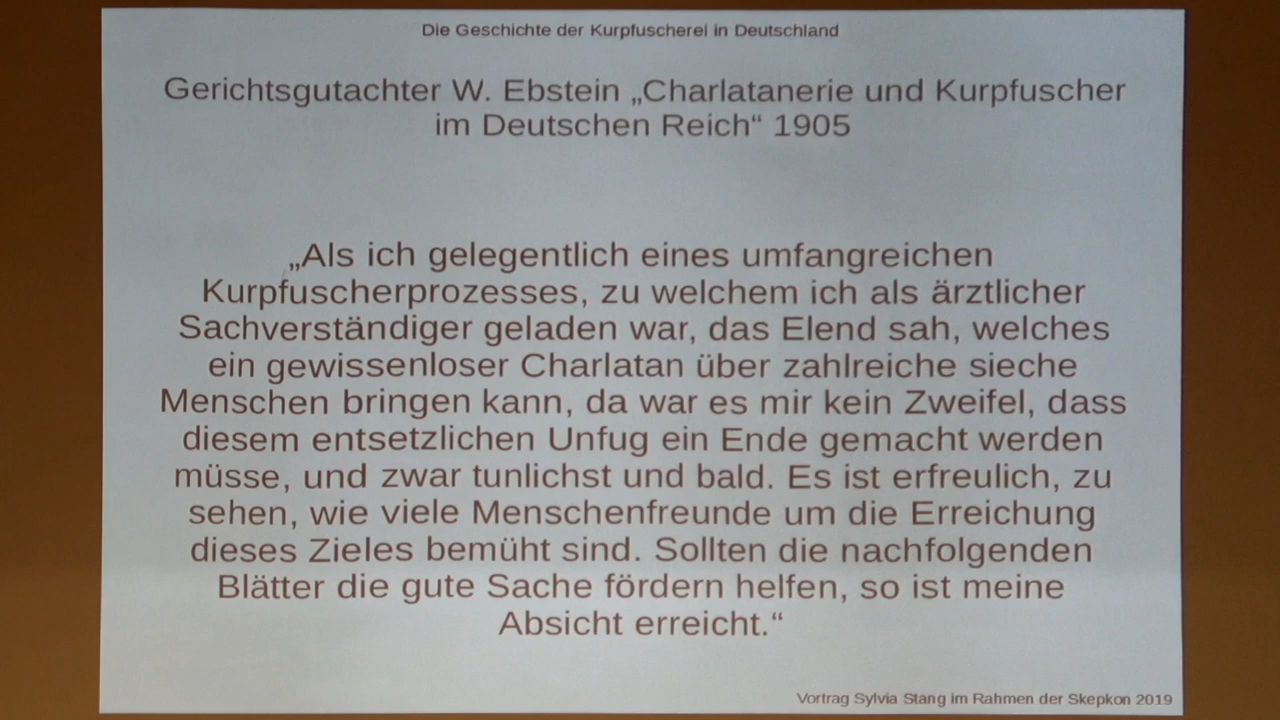 Die Geschichte der Kurpfuscherei in Deutschland
Gerichtsgutachter W. Ebstein „Charlatanerie und Kurpfuscher
im Deutschen Reich“ 1905
„Als ich gelegentlich eines umfangreichen
Kurpfuscherprozesses, zu welchem ich als ärztlicher
Sachverständiger geladen war, das Elend sah, welches
ein gewissenloser Charlatan über zahlreiche sieche
Menschen bringen kann, da war es mir kein Zweifel, dass
diesem entsetzlichen Unfug ein Ende gemacht werden
müsse, und zwar tunlichst und bald. Es ist erfreulich, zu
sehen, wie viele Menschenfreunde um die Erreichung
dieses Zieles bemüht sind. Sollten die nachfolgenden
Blätter die gute Sache fördern helfen, so ist meine
Absicht erreicht.“
Vortrag Sylvia Stang im Rahmen der Skepkon 2019